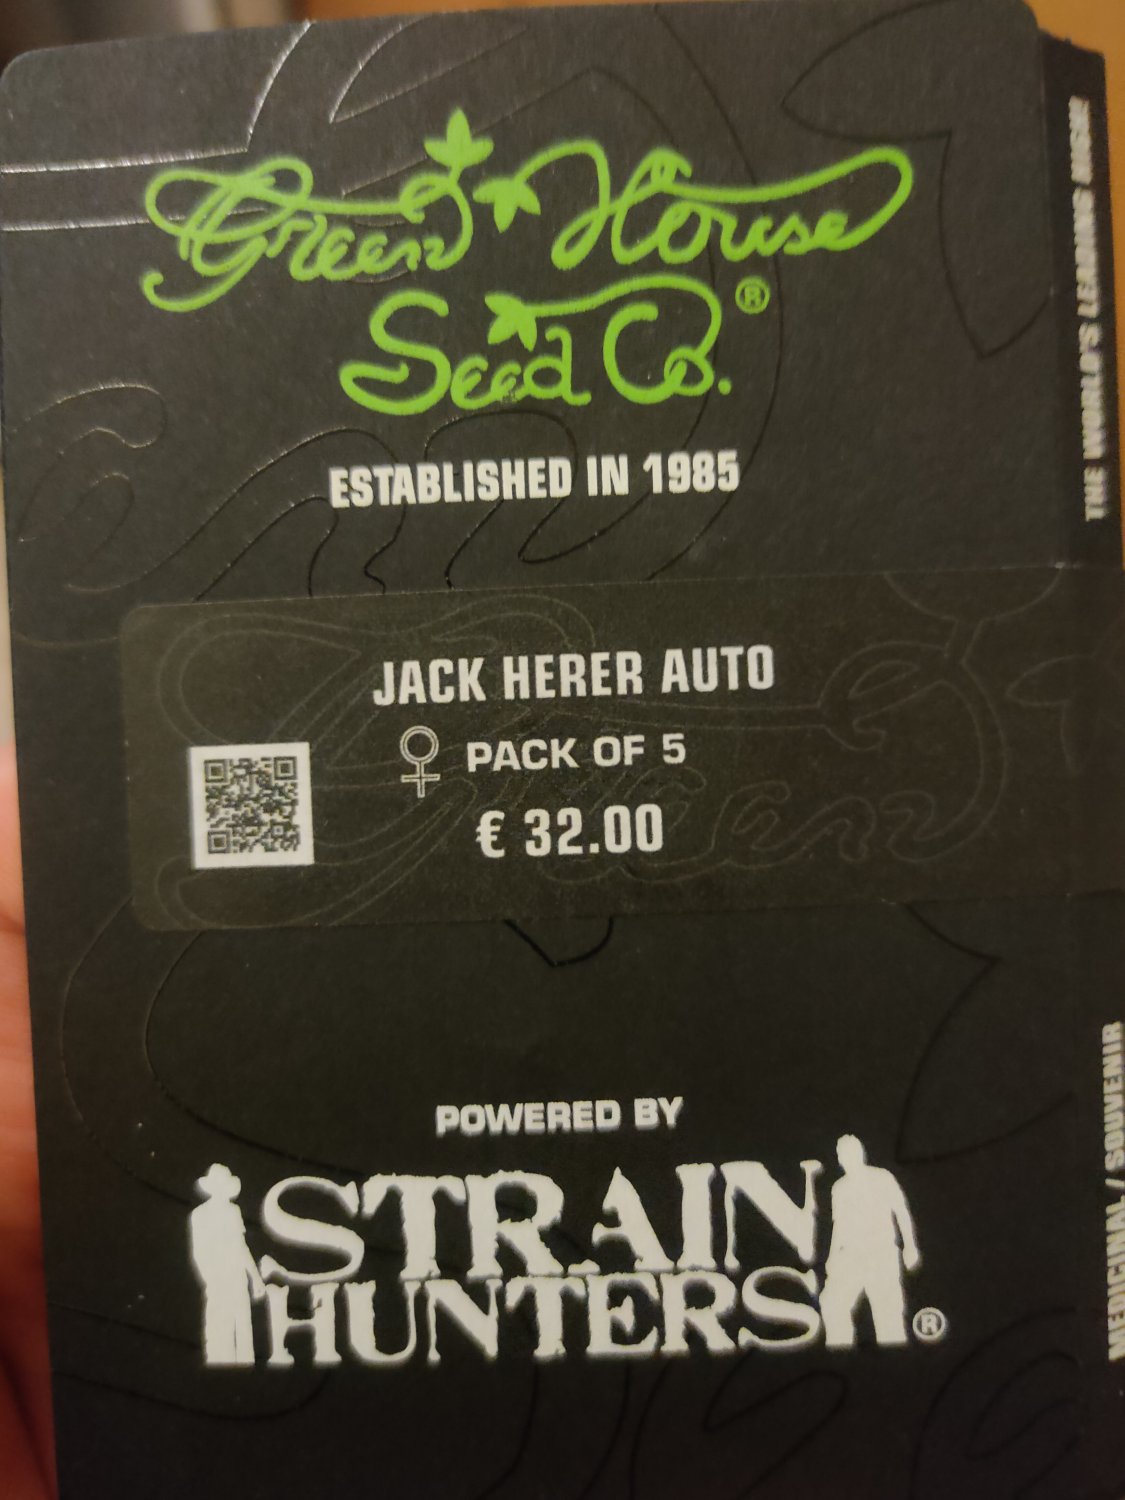 Green House
Seed Co.®
ESTABLISHED IN 1985
JACK HERER AUTO
♀ PACK OF 5
€ 32.00
POWERED BY
STRAIN
HUNTERS®
THE WORLD'S LEADING
MEDICINAL / SOUVENIR